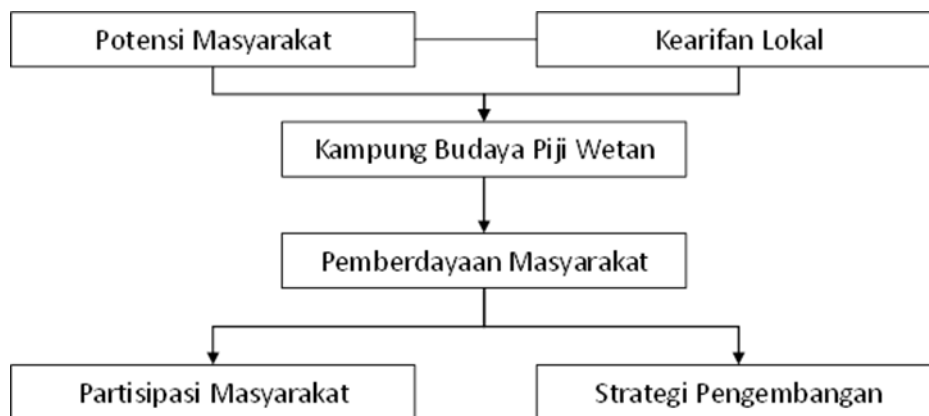 Potensi Masyarakat
Kearifan Lokal
Kampung Budaya Piji Wetan
Pemberdayaan Masyarakat
Partisipasi Masyarakat
Strategi Pengembangan